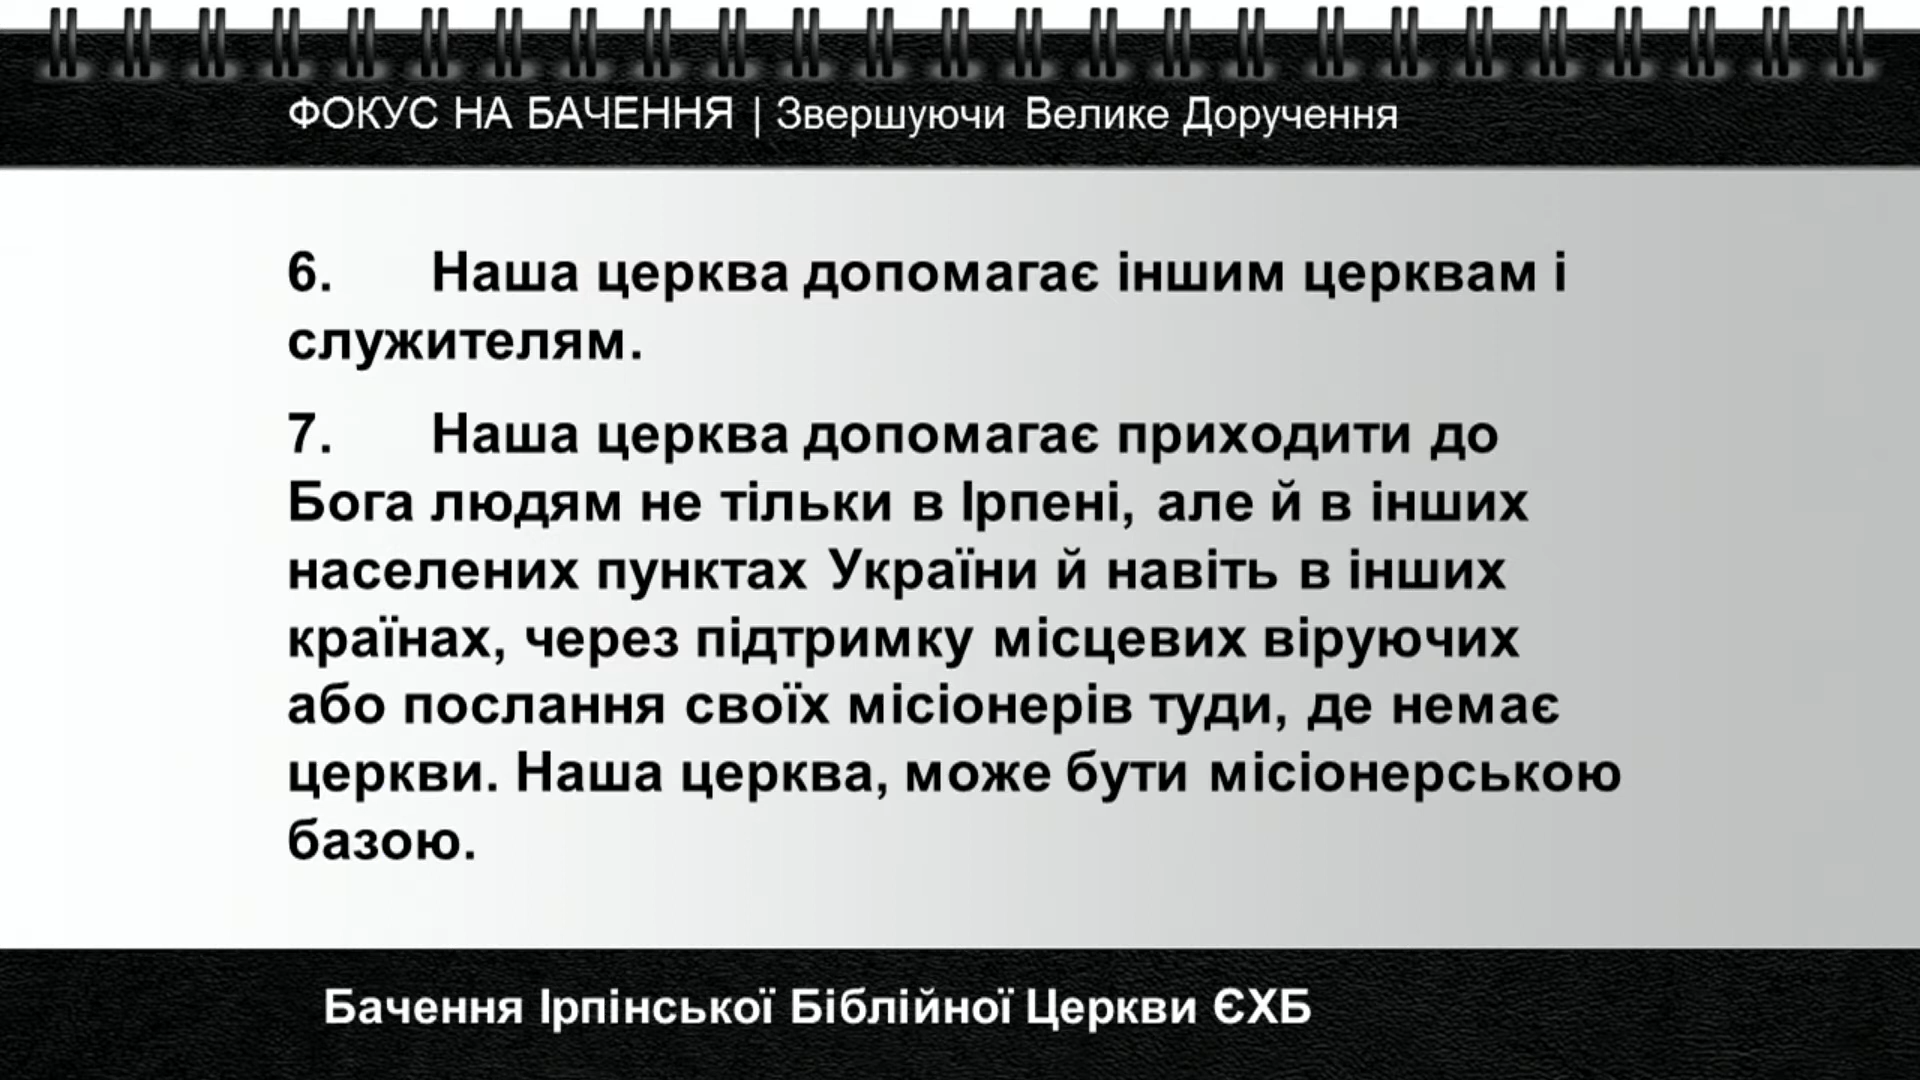 ФОКУС НА БАЧЕННЯ | Звершуючи Велике Доручення
6. Наша церква допомагає іншим церквам і
служителям.
7. Наша церква допомагає приходити до
Бога людям не тільки в Ірпені, але й в інших
населених пунктах України й навіть в інших
країнах, через підтримку місцевих віруючих
або послання своїх місіонерів туди, де немає
церкви. Наша церква, може бути місіонерською
базою.
Бачення Ірпінської Біблійної Церкви ЄХБ